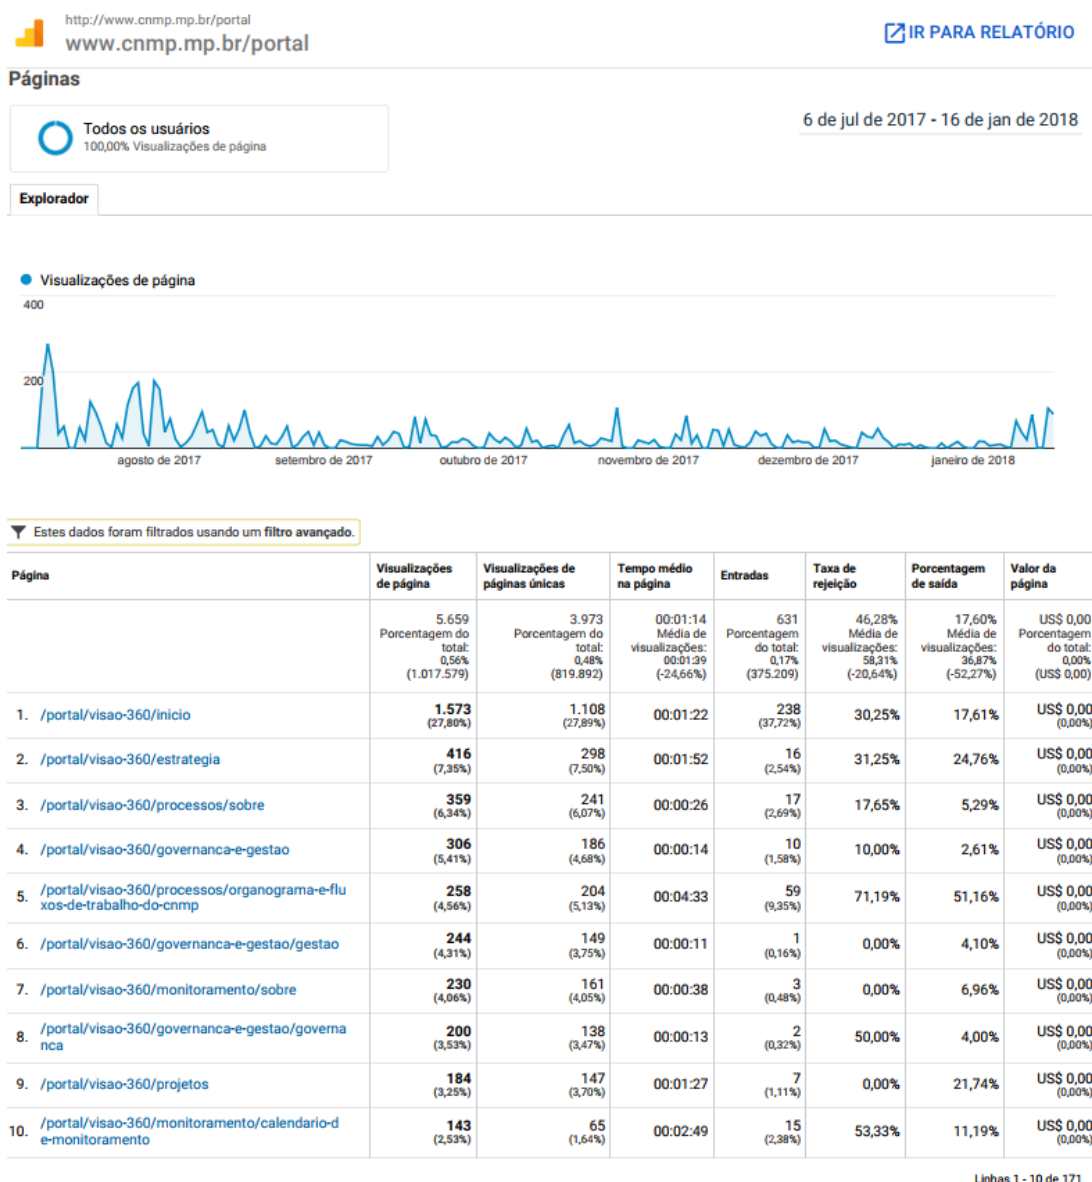 http://www.cnmp.mp.br/portal
www.cnmp.mp.br/portal
IR PARA RELATÓRIO
Páginas
Todos os usuários
100,00% Visualizações de página
6 de jul de 2017 - 16 de jan de 2018
Explorador
Visualizações de página
400
200
agosto de 2017 setembro de 2017 outubro de 2017 novembro de 2017 dezembro de 2017 janeiro de 2018
Estes dados foram filtrados usando um filtro avançado.
Página Visualizações de página Visualizações de páginas únicas Tempo médio na página Entradas Taxa de rejeição Porcentagem de saída Valor da página
5.659 Porcentagem do total: 0,56% (1.017.579) 3.973 Porcentagem do total: 0,48% (819.892) 00:01:14 Média de visualizações: 00:01:39 (-24,66%) 631 Porcentagem do total: 0,17% (375.209) 46,28% Média de visualizações: 58,31% (-20,64%) 17,60% Média de visualizações: 36,87% (-52,27%) US$ 0,00 Porcentagem do total: 0,00% (US$ 0,00)
1. /portal/visao-360/inicio 1.573 (27,80%) 1.108 (27,89%) 00:01:22 238 (37,72%) 30,25% 17,61% US$ 0,00 (0,00%)
2. /portal/visao-360/estrategia 416 (7,35%) 298 (7,50%) 00:01:52 16 (2,54%) 31,25% 24,76% US$ 0,00 (0,00%)
3. /portal/visao-360/processos/sobre 359 (6,34%) 241 (6,07%) 00:00:26 17 (2,69%) 17,65% 5,29% US$ 0,00 (0,00%)
4. /portal/visao-360/governanca-e-gestao 306 (5,41%) 186 (4,68%) 00:00:14 10 (1,58%) 10,00% 2,61% US$ 0,00 (0,00%)
5. /portal/visao-360/processos/organograma-e-fluxos-de-trabalho-do-cnmp 258 (4,56%) 204 (5,13%) 00:04:33 59 (9,35%) 71,19% 51,16% US$ 0,00 (0,00%)
6. /portal/visao-360/governanca-e-gestao/gestao 244 (4,31%) 149 (3,75%) 00:00:11 1 (0,16%) 0,00% 4,10% US$ 0,00 (0,00%)
7. /portal/visao-360/monitoramento/sobre 230 (4,06%) 161 (4,05%) 00:00:38 3 (0,48%) 0,00% 6,96% US$ 0,00 (0,00%)
8. /portal/visao-360/governanca-e-gestao/governanca 200 (3,53%) 138 (3,47%) 00:00:13 2 (0,32%) 50,00% 4,00% US$ 0,00 (0,00%)
9. /portal/visao-360/projetos 184 (3,25%) 147 (3,70%) 00:01:27 7 (1,11%) 0,00% 21,74% US$ 0,00 (0,00%)
10. /portal/visao-360/monitoramento/calendario-de-monitoramento 143 (2,53%) 65 (1,64%) 00:02:49 15 (2,38%) 53,33% 11,19% US$ 0,00 (0,00%)
Linhas 1 - 10 de 171